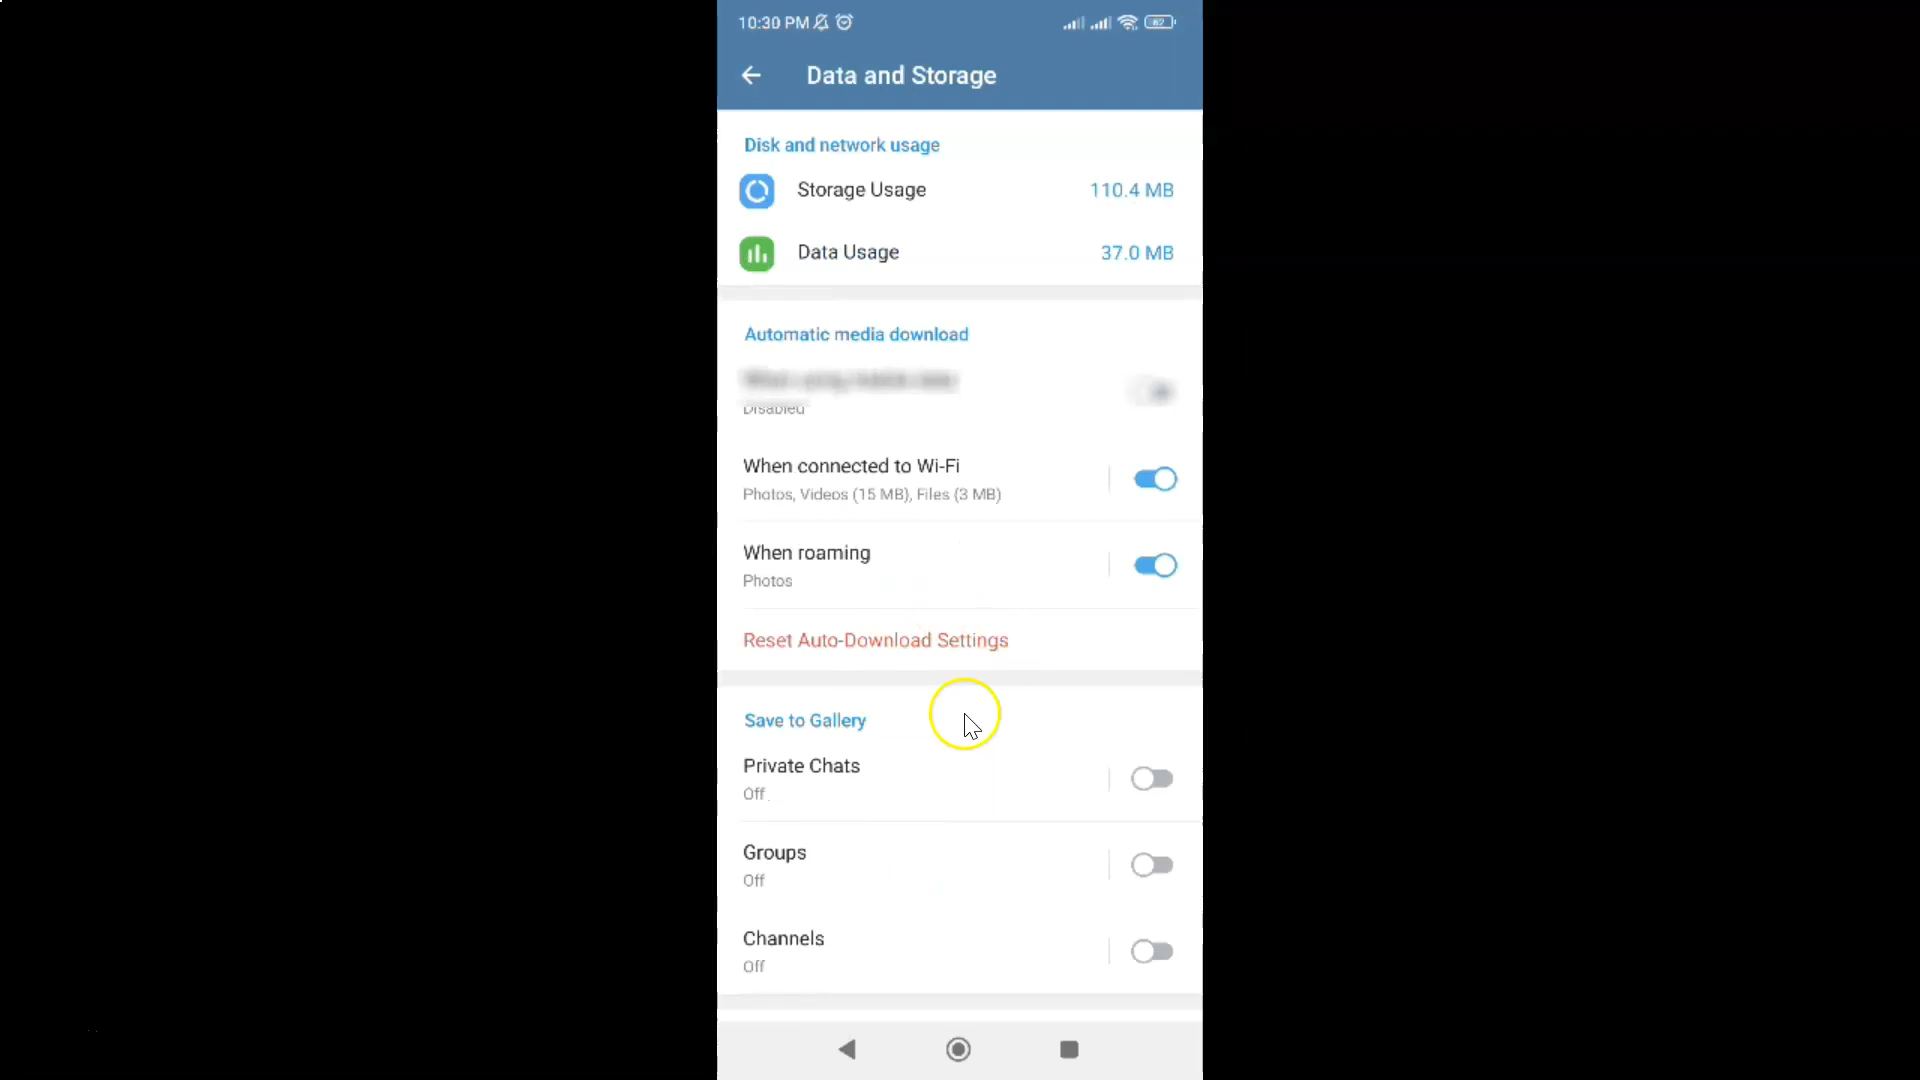 10:30 PM
62
Data and Storage
Disk and network usage
Storage Usage 110.4 MB
Data Usage 37.0 MB
Automatic media download
Disabled
When connected to Wi-Fi
Photos, Videos (15 MB), Files (3 MB)
When roaming
Photos
Reset Auto-Download Settings
Save to Gallery
Private Chats
Off
Groups
Off
Channels
Off